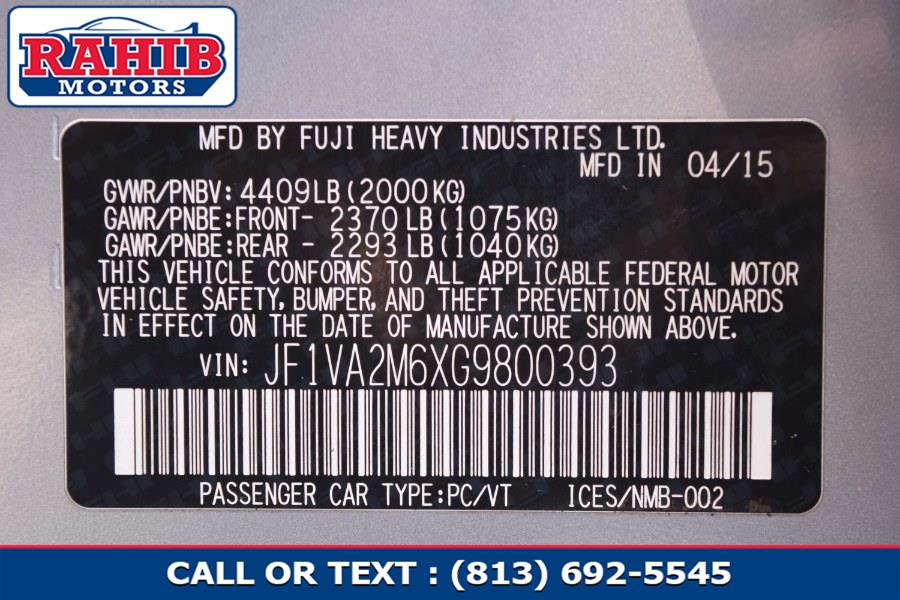 RAHIB
MOTORS
MFD BY FUJI HEAVY INDUSTRIES LTD.
MFD IN 04/15
GVWR/PNBV: 4409LB(2000KG)
GAWR/PNBE:FRONT- 2370 LB(1075KG)
GAWR/PNBE:REAR - 2293 LB(1040KG)
THIS VEHICLE CONFORMS TO ALL APPLICABLE FEDERAL MOTOR
VEHICLE SAFETY, BUMPER, AND THEFT PREVENTION STANDARDS
IN EFFECT ON THE DATE OF MANUFACTURE SHOWN ABOVE.
VIN: JF1VA2M6XG9800393
PASSENGER CAR TYPE:PC/VT ICES/NMB-002
CALL OR TEXT : (813) 692-5545